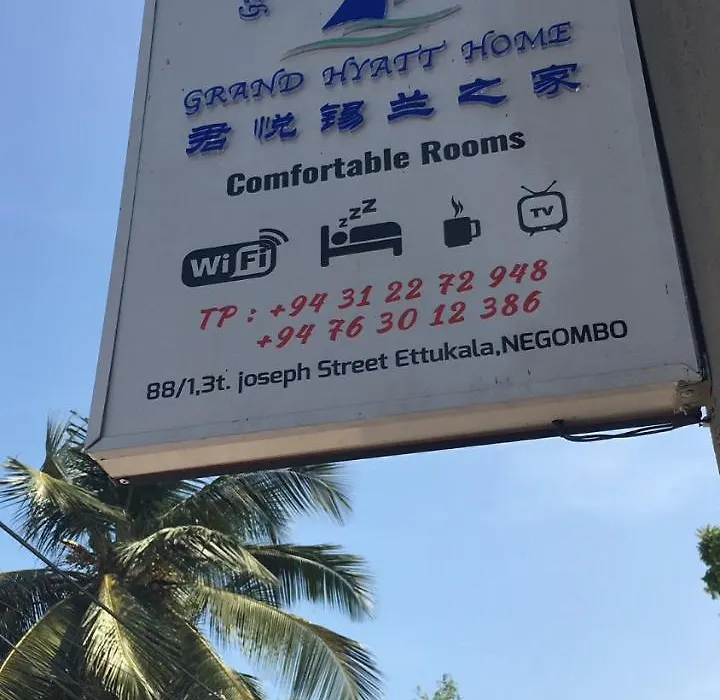 GRAND HYATT HOME
君悦锡兰之家
Comfortable Rooms
WiFi
zzZ
TV
TP : +94 31 22 72 948
+94 76 30 12 386
88/1,3t. joseph Street Ettukala,NEGOMBO